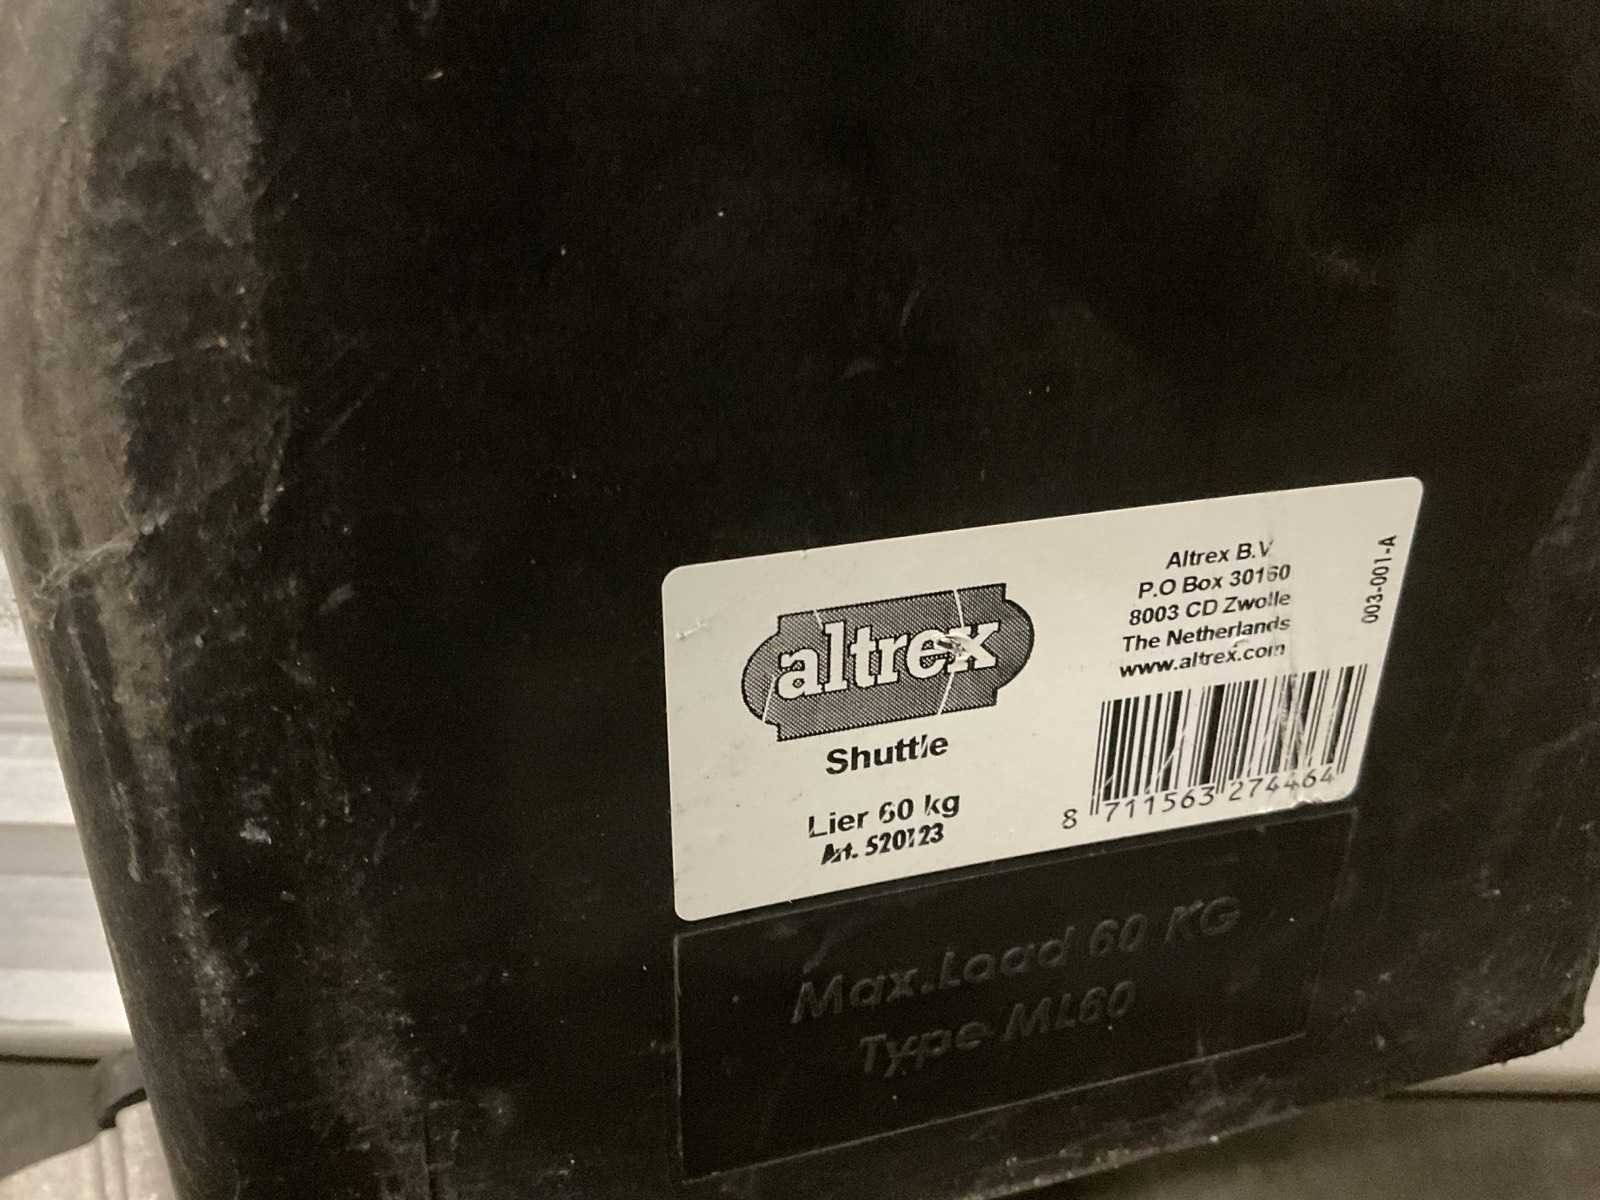 altrex
Shuttle
Lier 60 kg
Art. 520123
Altrex B.V
P.O Box 30160
8003 CD Zwolle
The Netherlands
www.altrex.com
003-001-A
8 711563 274464
Max.Load 60 KG
Type ML60